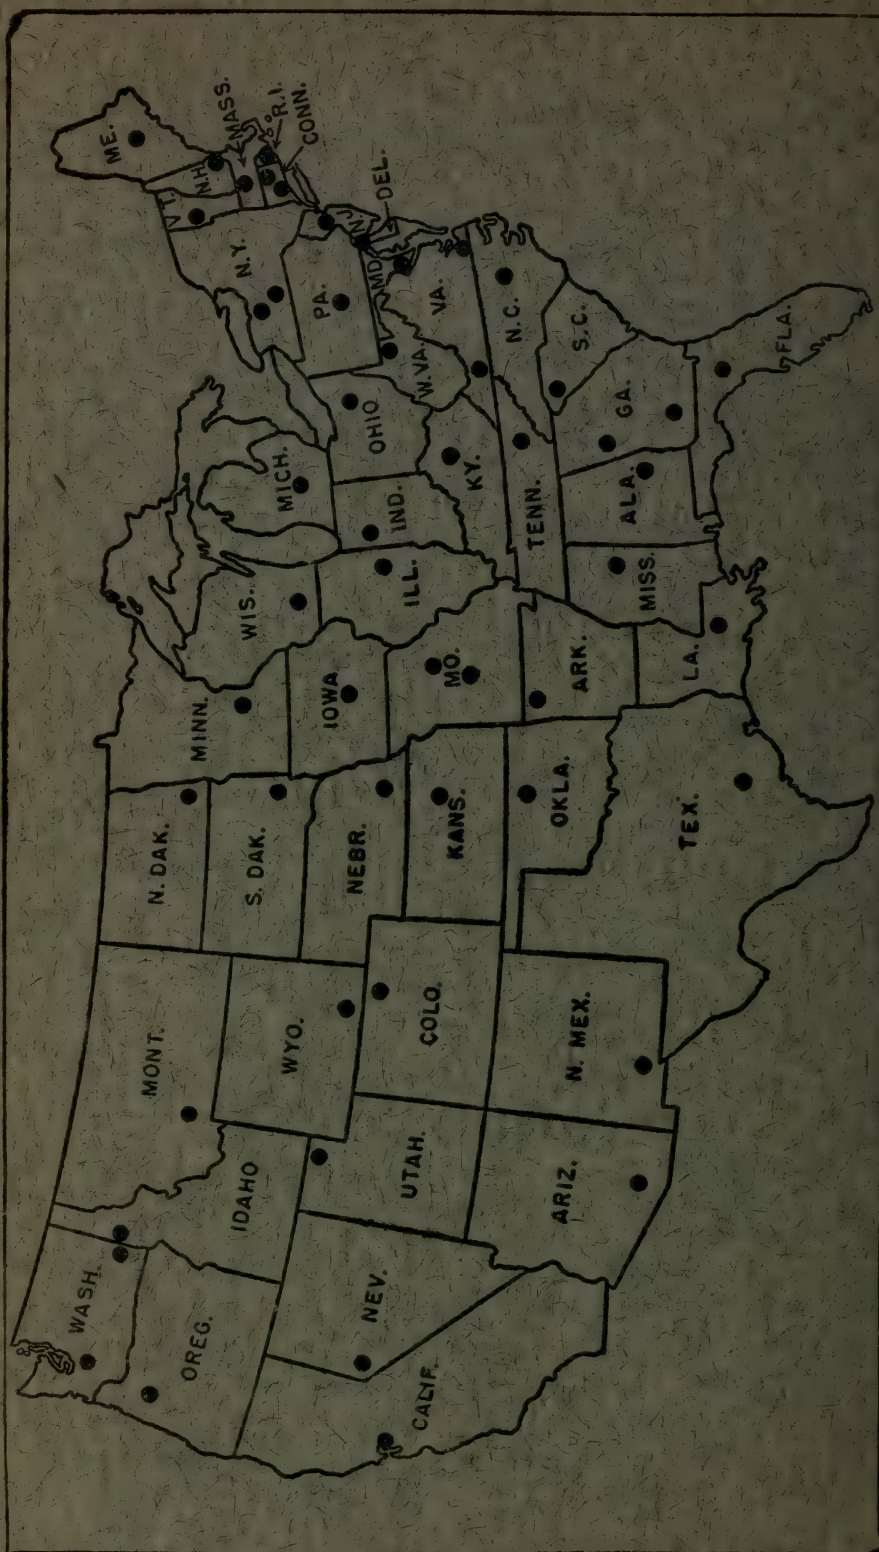 WASH.
OREG.
CALIF.
NEV.
IDAHO
MONT.
WYO.
UTAH.
COLO.
ARIZ.
N. MEX.
N. DAK.
S. DAK.
NEBR.
KANS.
OKLA.
TEX.
MINN.
IOWA
MO.
ARK.
LA.
WIS.
ILL.
MICH.
IND.
OHIO
KY.
TENN.
MISS.
ALA.
GA.
FLA.
S.C.
N.C.
VA.
W.VA.
MD.
DEL.
PA.
N.J.
N.Y.
VT.
N.H.
ME.
MASS.
R.I.
CONN.